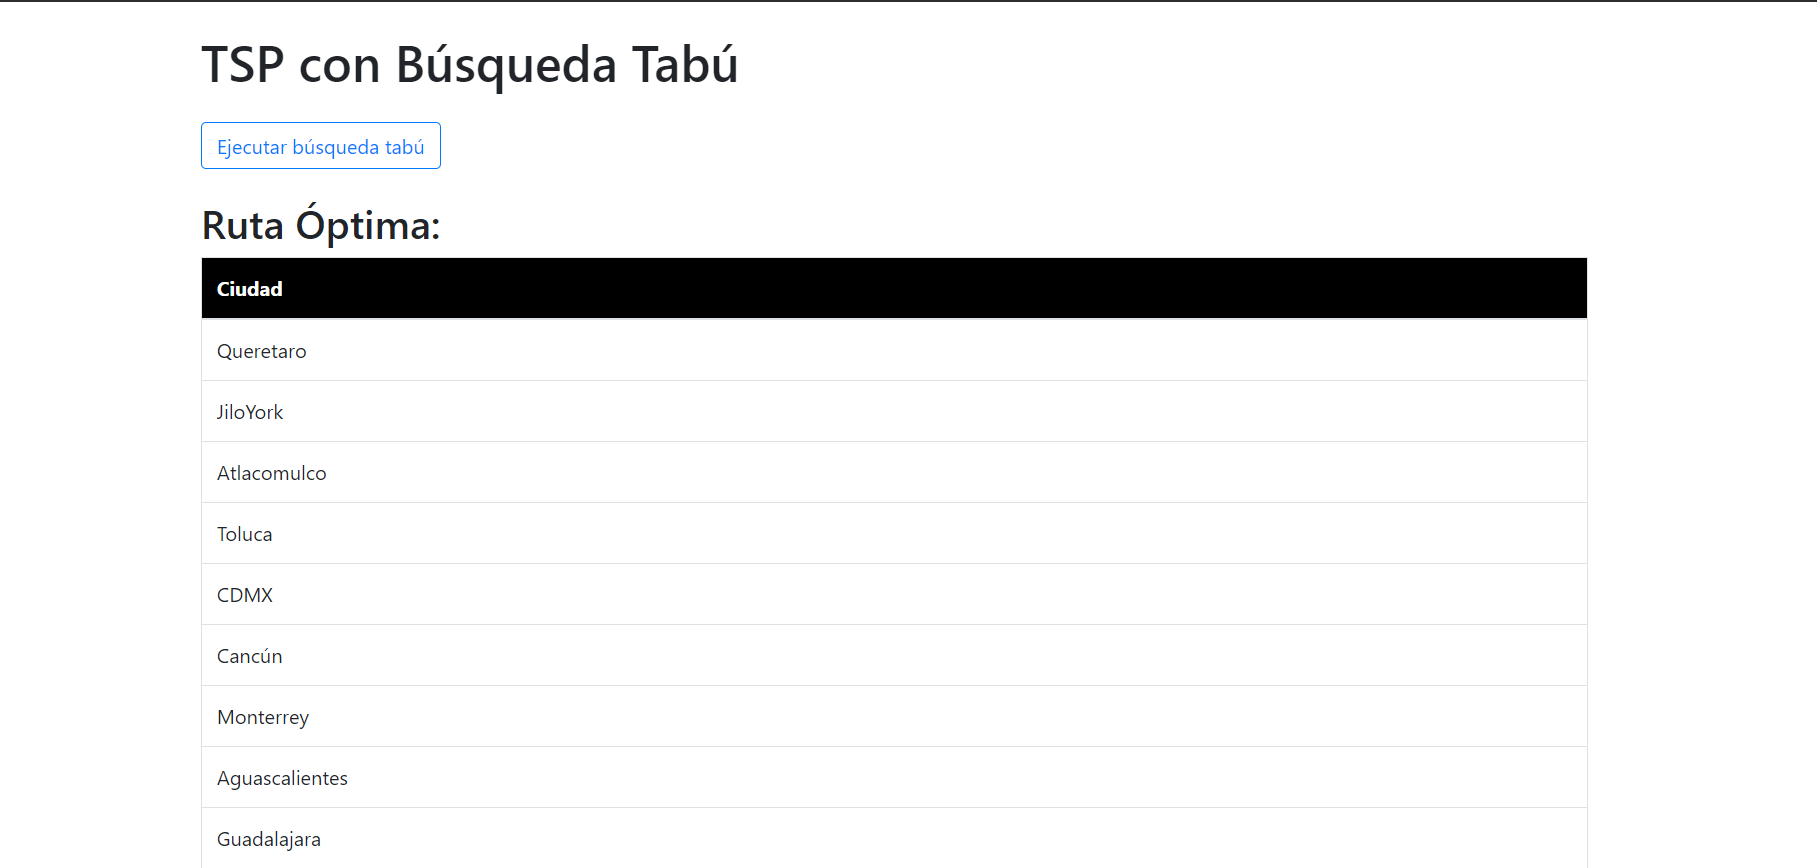 TSP con Búsqueda Tabú
Ejecutar búsqueda tabú
Ruta Óptima:
Ciudad
Queretaro
JiloYork
Atlacomulco
Toluca
CDMX
Cancún
Monterrey
Aguascalientes
Guadalajara